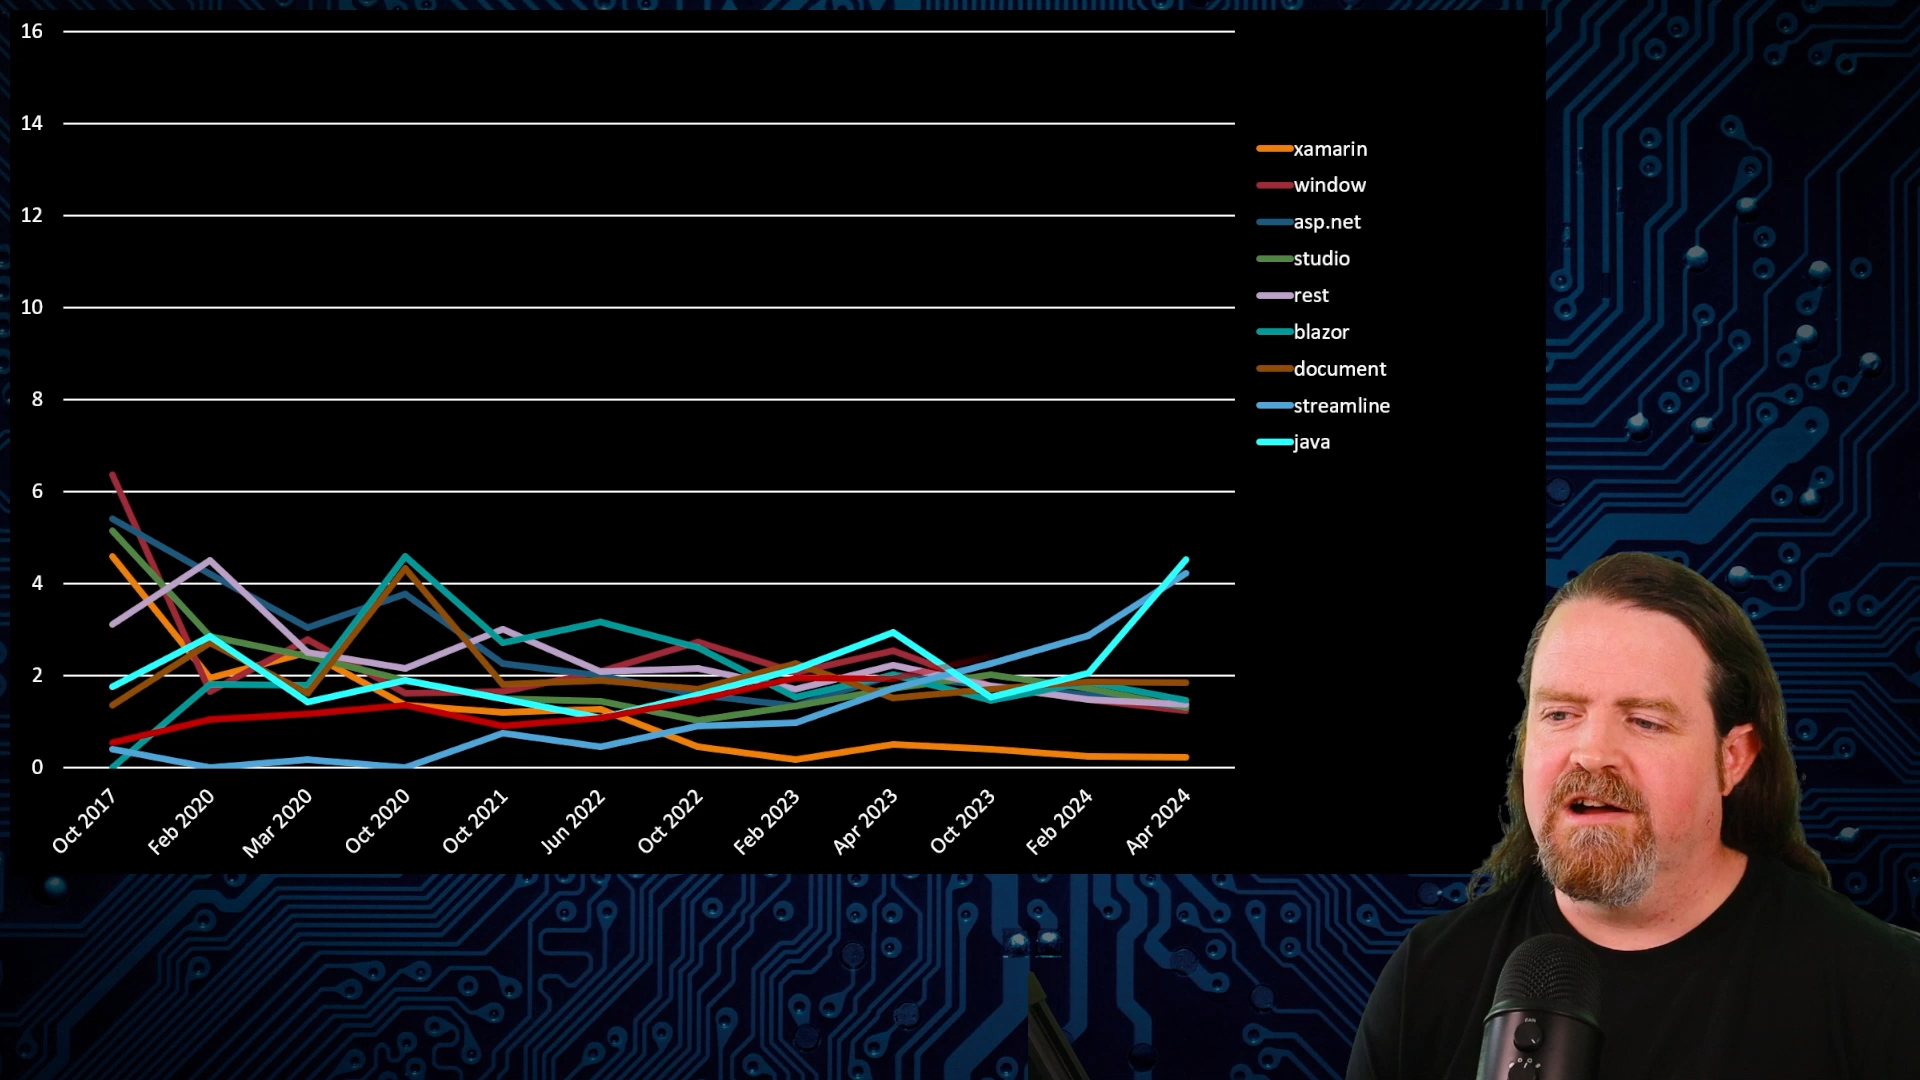 16
14
12
10
8
6
4
2
0
Oct 2017
Feb 2020
Mar 2020
Oct 2020
Oct 2021
Jun 2022
Oct 2022
Feb 2023
Apr 2023
Oct 2023
Feb 2024
Apr 2024
xamarin
window
asp.net
studio
rest
blazor
document
streamline
java